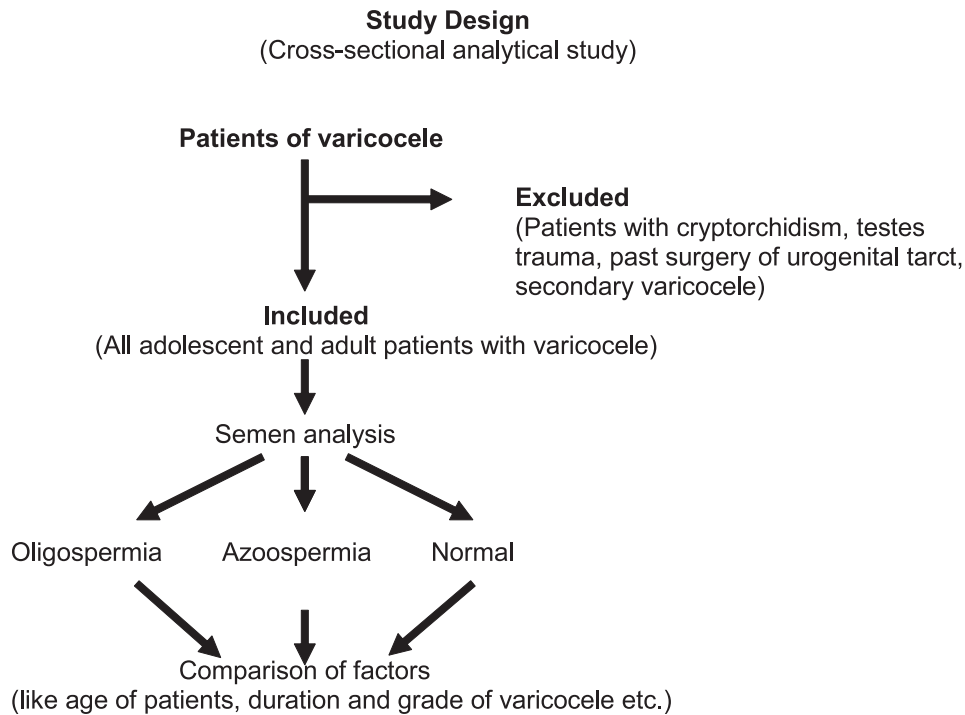 Study Design
(Cross-sectional analytical study)
Patients of varicocele
Excluded
(Patients with cryptorchidism, testes
trauma, past surgery of urogenital tarct,
secondary varicocele)
Included
(All adolescent and adult patients with varicocele)
Semen analysis
Oligospermia Azoospermia Normal
Comparison of factors
(like age of patients, duration and grade of varicocele etc.)